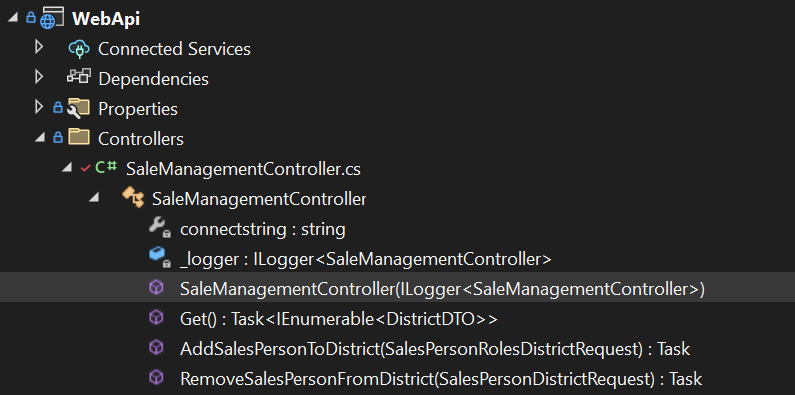 WebApi
Connected Services
Dependencies
Properties
Controllers
C# SaleManagementController.cs
SaleManagementController
connectstring : string
_logger : ILogger<SaleManagementController>
SaleManagementController(ILogger<SaleManagementController>)
Get() : Task<IEnumerable<DistrictDTO>>
AddSalesPersonToDistrict(SalesPersonRolesDistrictRequest) : Task
RemoveSalesPersonFromDistrict(SalesPersonDistrictRequest) : Task